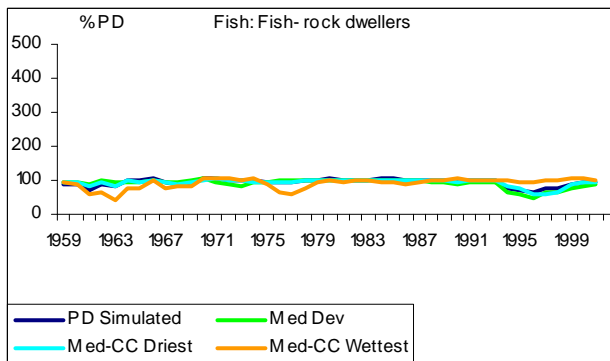 %PD Fish: Fish- rock dwellers
500
400
300
200
100
0
1959 1963 1967 1971 1975 1979 1983 1987 1991 1995 1999
PD Simulated Med Dev
Med-CC Driest Med-CC Wettest